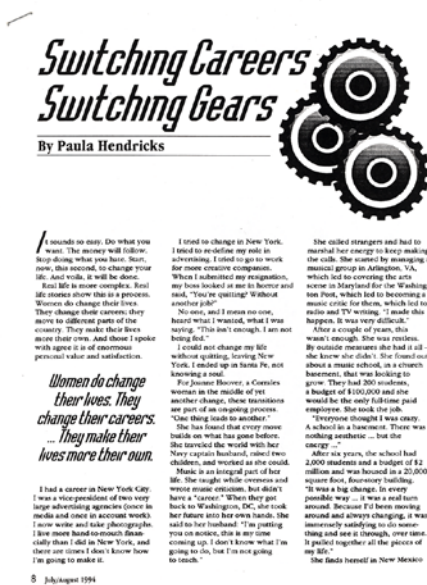 Switching Careers
Switching Gears
By Paula Hendricks
It sounds so easy. Do what you
want. The money will follow.
Stop doing what you hate. Start,
now, this second, to change your
life. And voila, it will be done.
Real life is more complex. Real
life stories show this is a process.
Women do change their lives.
They change their careers; they
move to different parts of the
country. They make their lives
more their own. And those I spoke
with agree it is of enormous
personal value and satisfaction.
Women do change
their lives. They
change their careers.
... They make their
lives more their own.
I had a career in New York City.
I was a vice-president of two very
large advertising agencies (once in
media and once in account work).
I now write and take photographs.
I live more hand-to-mouth finan-
cially than I did in New York, and
there are times I don't know how
I'm going to make it.
I tried to change in New York.
I tried to re-define my role in
advertising. I tried to go to work
for more creative companies.
When I submitted my resignation,
my boss looked at me in horror and
said, "You're quitting? Without
another job?"
No one, and I mean no one,
heard what I wanted, what I was
saying. "This isn't enough. I am not
being fed."
I could not change my life
without quitting, leaving New
York. I ended up in Santa Fe, not
knowing a soul.
For Joanne Hoover, a Corrales
woman in the middle of yet
another change, these transitions
are part of an on-going process.
"One thing leads to another."
She has found that every move
builds on what has gone before.
She traveled the world with her
Navy captain husband, raised two
children, and worked as she could.
Music is an integral part of her
life. She taught while overseas and
wrote music criticism, but didn't
have a "career." When they got
back to Washington, DC, she took
her future into her own hands. She
said to her husband: "I'm putting
you on notice, this is my time
coming up. I don't know what I'm
going to do, but I'm not going
to teach."
She called strangers and had to
marshal her energy to keep making
the calls. She started by managing a
musical group in Arlington, VA,
which led to covering the arts
scene in Maryland for the Washing
ton Post, which led to becoming a
music critic for them, which led to
radio and TV writing. "I made this
happen. It was very difficult."
After a couple of years, this
wasn't enough. She was restless.
By outside measures she had it all -
she knew she didn't. She found out
about a music school, in a church
basement, that was looking to
grow. They had 200 students,
a budget of $100,000 and she
would be the only full-time paid
employee. She took the job.
"Everyone thought I was crazy.
A school in a basement. There was
nothing aesthetic ... but the
energy ..."
After six years, the school had
2,000 students and a budget of $2
million and was housed in a 20,000
square foot, four-story building.
"It was a big change. In every
possible way ... it was a real turn
around. Because I'd been moving
around and always changing, it was
immensely satisfying to do some-
thing and see it through, over time.
It pulled together all the pieces of
my life."
She finds herself in New Mexico
8 July/August 1994